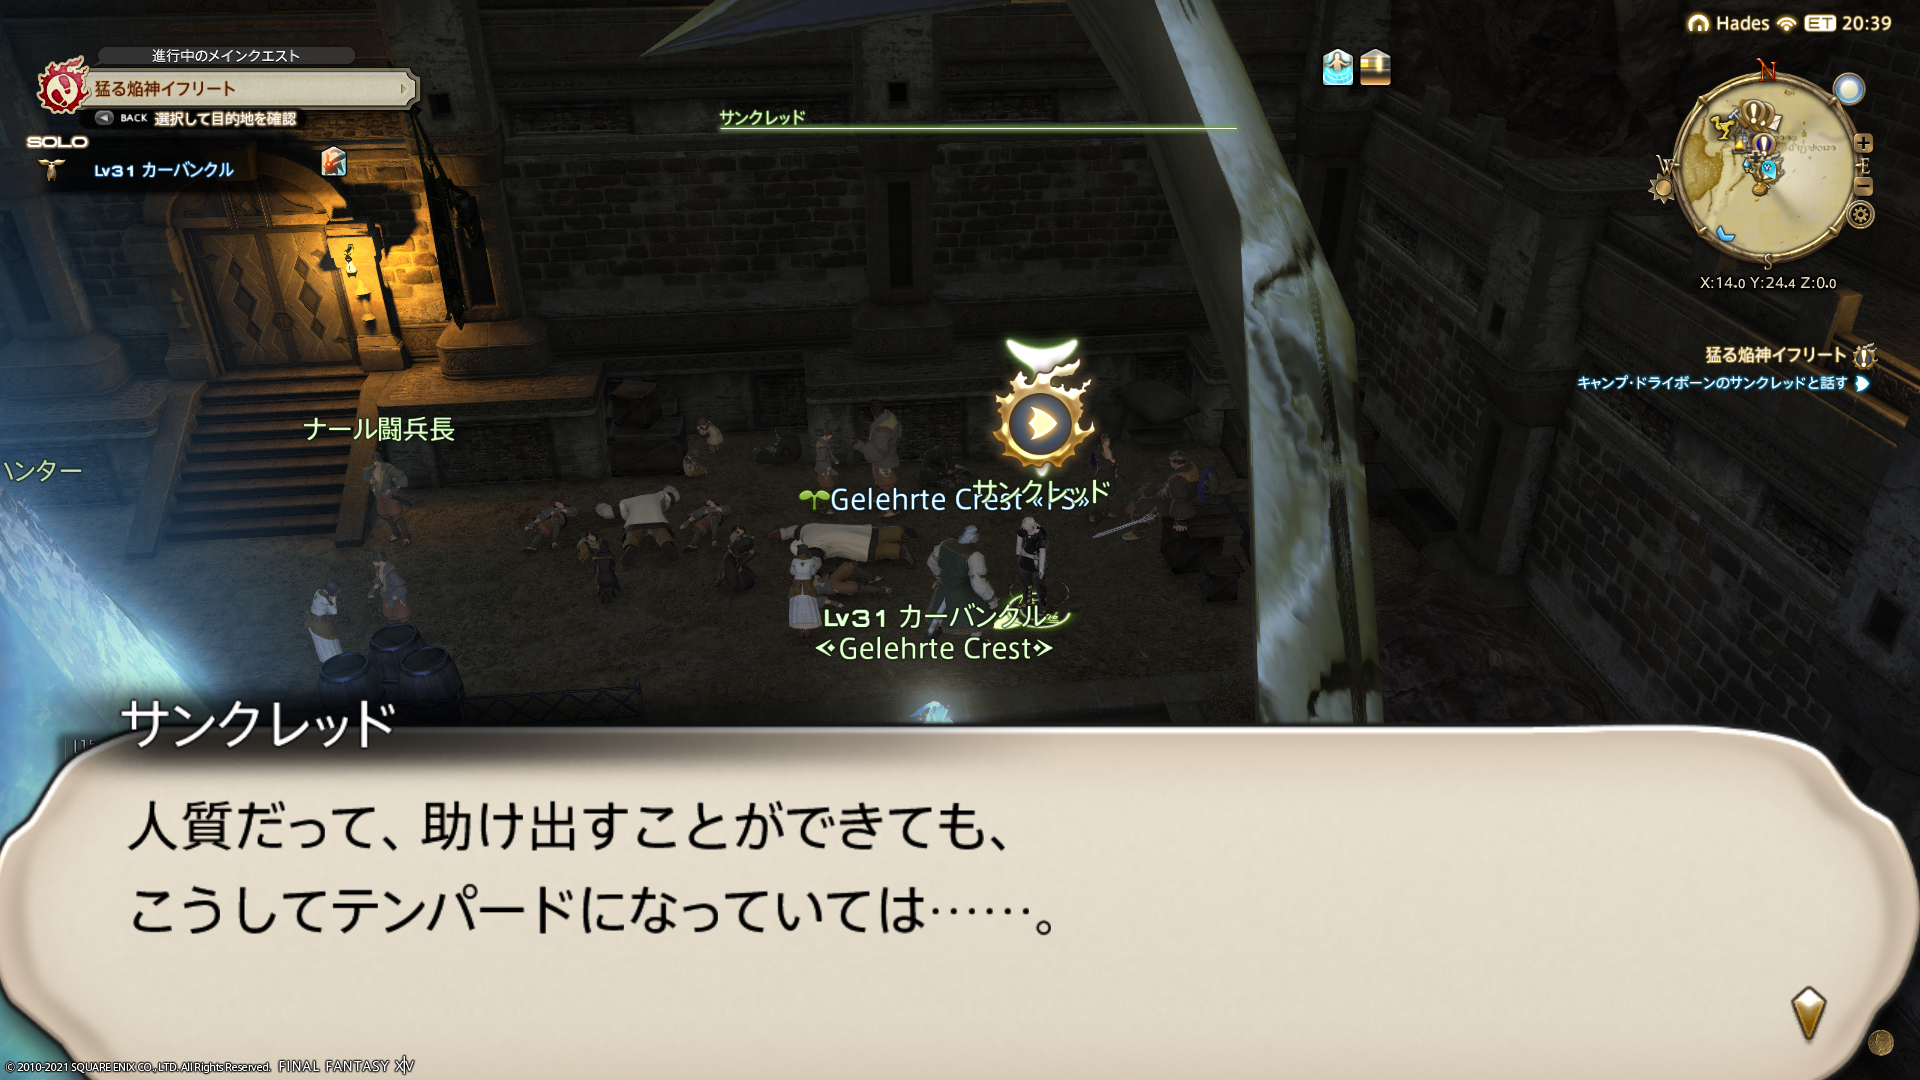 進行中のメインクエスト
猛る焔神イフリート
BACK 選択して目的地を確認
SOLO
Lv31 カーバンクル
サンクレッド
Hades ET 20:39
N
W
E
S
X:14.0 Y:24.4 Z:0.0
猛る焔神イフリート
キャンプ・ドライボーンのサンクレッドと話す
ナール闘兵長
ハンター
サンクレッド
Gelehrte Crest «PS»
Lv31 カーバンクル
Gelehrte Crest
サンクレッド
人質だって、助け出すことができても、
こうしてテンパードになっていては……。
© 2010-2021 SQUARE ENIX CO., LTD. All Rights Reserved. FINAL FANTASY XIV